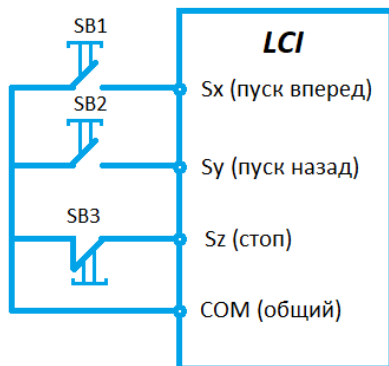 SB1
LCI
Sx (пуск вперед)
SB2
Sy (пуск назад)
SB3
Sz (стоп)
COM (общий)